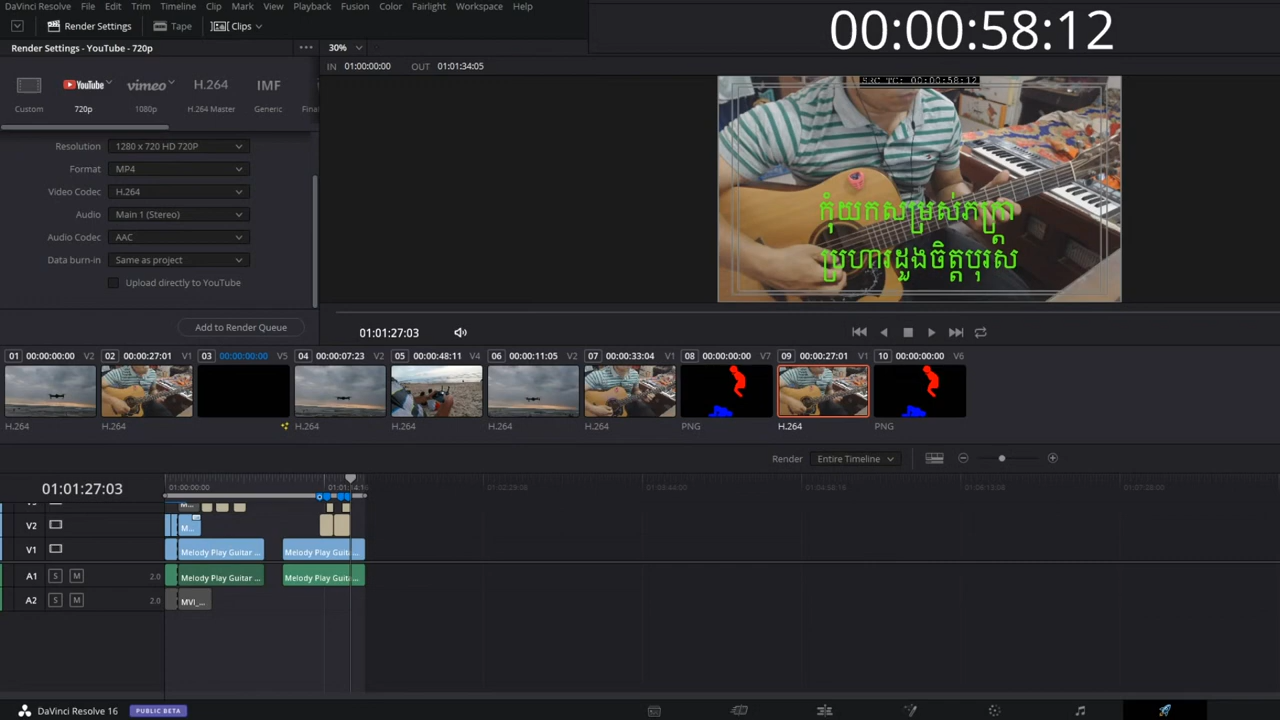 DaVinci Resolve File Edit Trim Timeline Clip Mark View Playback Fusion Color Fairlight Workspace Help
Render Settings Tape Clips
00:00:58:12
Render Settings - YouTube - 720p
30%
IN 01:00:00:00 OUT 01:01:34:05
YouTube vimeo H.264 IMF
Custom 720p 1080p H.264 Master Generic
Resolution 1280 x 720 HD 720P
Format MP4
Video Codec H.264
Audio Main 1 (Stereo)
Audio Codec AAC
Data burn-in Same as project
Upload directly to YouTube
Add to Render Queue
SRC TC: 00:00:58:12
កុំយកសម្រស់ភក្ត្រា
ប្រហារដួងចិត្តបុរស
01:01:27:03
01 00:00:00:00 V2 02 00:00:27:01 V1 03 00:00:00:00 V5 04 00:00:07:23 V2 05 00:00:48:11 V4 06 00:00:11:05 V2 07 00:00:33:04 V1 08 00:00:00:00 V7 09 00:00:27:01 V1 10 00:00:00:00 V6
H.264 H.264 H.264 H.264 H.264 H.264 PNG H.264 PNG
Render Entire Timeline
01:01:27:03
01:00:00:00
V2 M...
V1 Melody Play Guitar ... Melody Play Guita...
A1 S M 2.0 Melody Play Guitar ... Melody Play Guita...
A2 S M 2.0 MVI_...
DaVinci Resolve 16 PUBLIC BETA